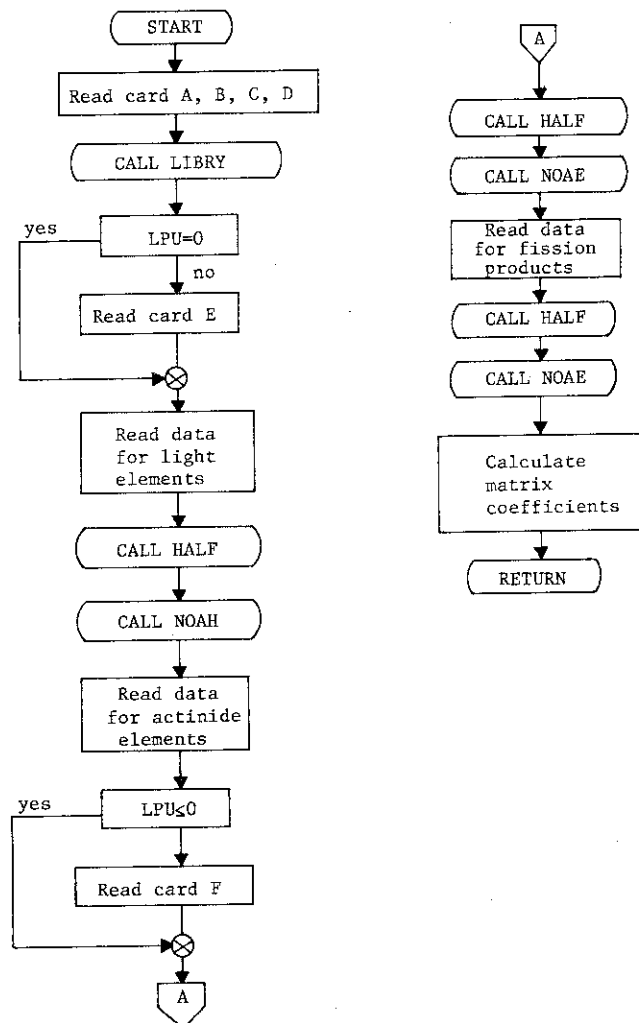 START
Read card A, B, C, D
CALL LIBRY
yes
LPU=0
no
Read card E
Read data
for light
elements
CALL HALF
CALL NOAH
Read data
for actinide
elements
yes
LPU≤0
Read card F
A
A
CALL HALF
CALL NOAE
Read data
for fission
products
CALL HALF
CALL NOAE
Calculate
matrix
coefficients
RETURN